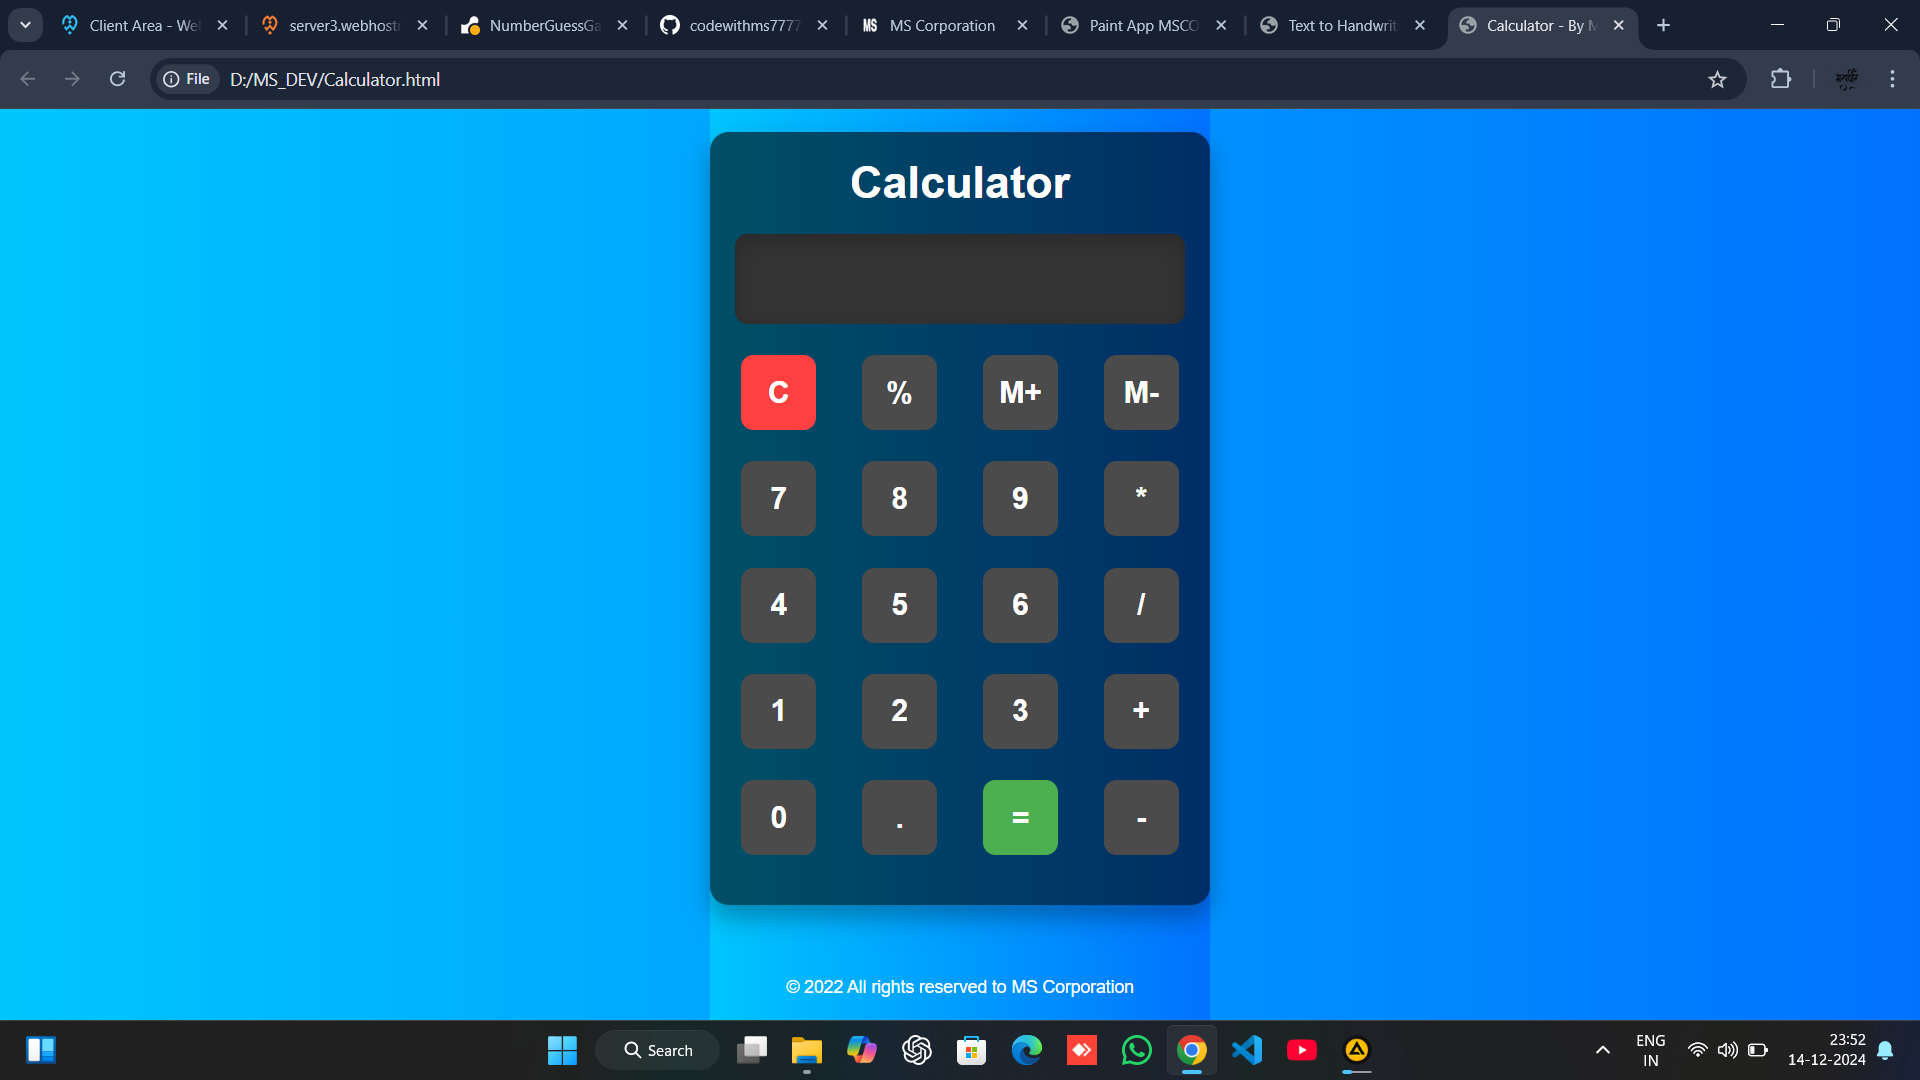 Client Area - We
server3.webhost
NumberGuessGa
codewithms7777
MS MS Corporation
Paint App MSCO
Text to Handwrit
Calculator - By M
File D:/MS_DEV/Calculator.html
Calculator
C % M+ M-
7 8 9 *
4 5 6 /
1 2 3 +
0 . = -
© 2022 All rights reserved to MS Corporation
Search
ENG
IN
23:52
14-12-2024